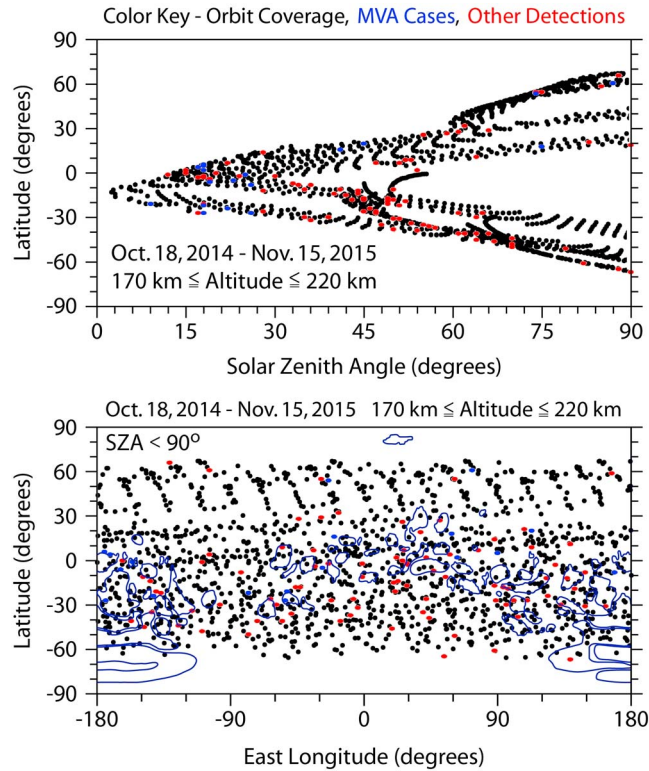 Color Key - Orbit Coverage, MVA Cases, Other Detections
90
60
30
0
-30
-60
-90
Latitude (degrees)
Oct. 18, 2014 - Nov. 15, 2015
170 km ≦ Altitude ≦ 220 km
0 15 30 45 60 75 90
Solar Zenith Angle (degrees)
Oct. 18, 2014 - Nov. 15, 2015 170 km ≦ Altitude ≦ 220 km
90
60
30
0
-30
-60
-90
Latitude (degrees)
SZA < 90º
-180 -90 0 90 180
East Longitude (degrees)